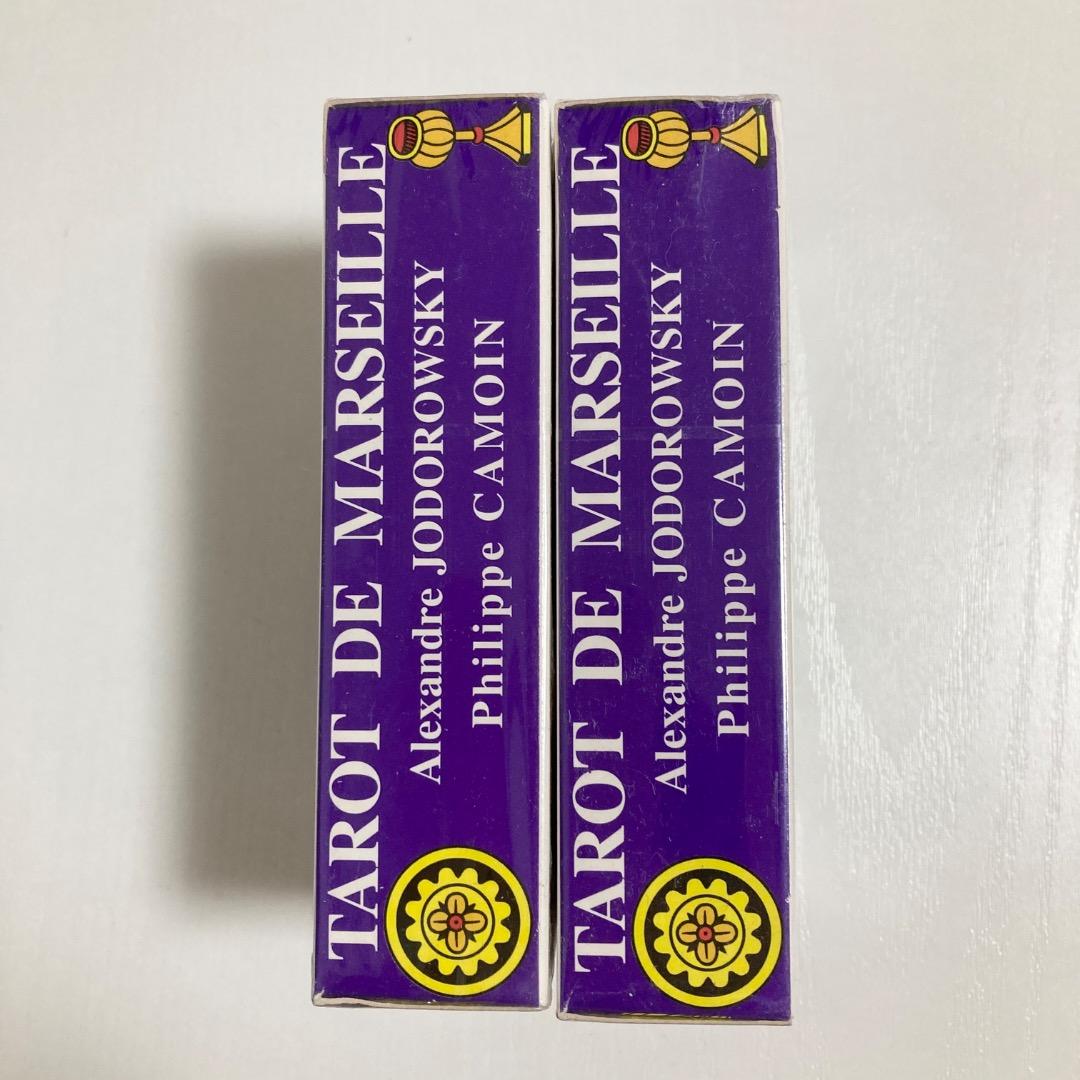 TAROT DE MARSEILLE
Alexandre JODOROWSKY
Philippe CAMOIN
TAROT DE MARSEILLE
Alexandre JODOROWSKY
Philippe CAMOIN